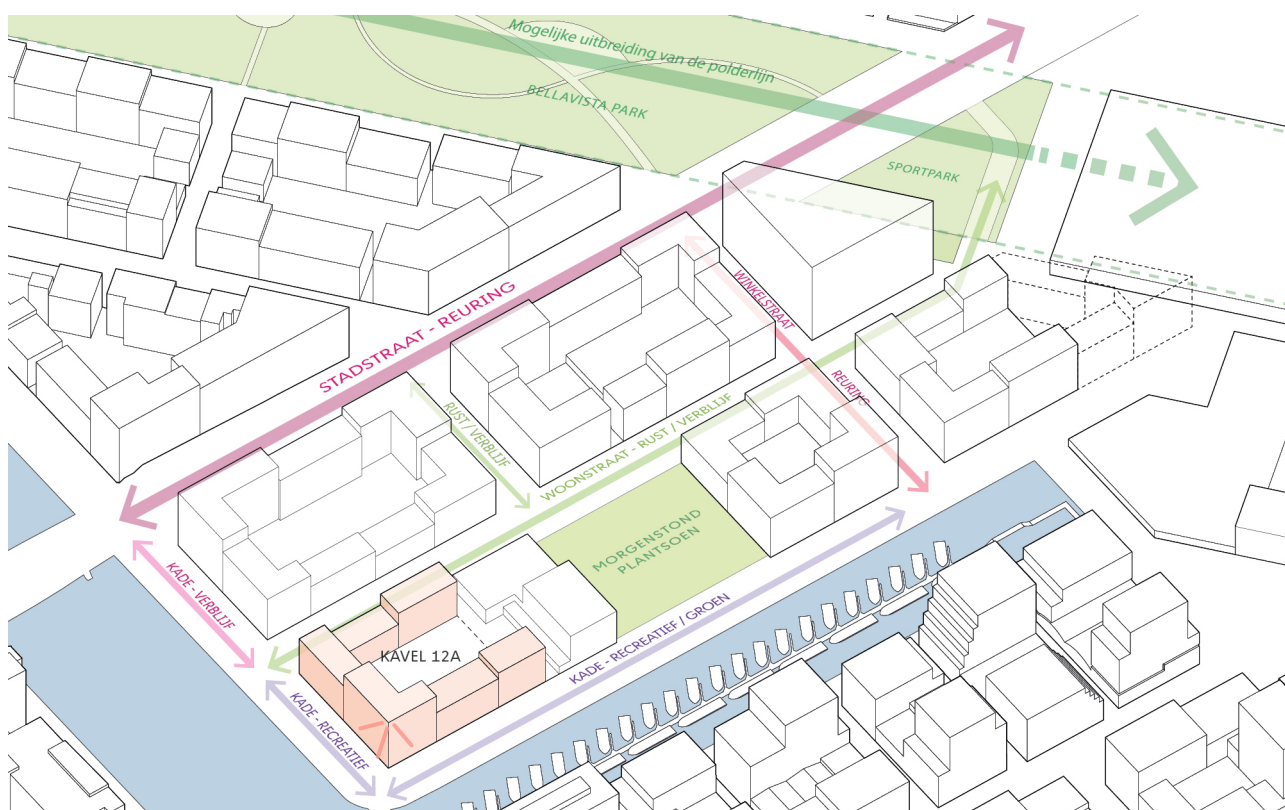 Mogelijke uitbreiding van de polderlijn
BELLAVISTA PARK
SPORTPARK
WINKELSTRAAT
REURING
STADSTRAAT - REURING
RUST / VERBLIJF
WOONSTRAAT - RUST / VERBLIJF
MORGENSTOND
PLANTSOEN
KADE - VERBLIJF
KADE - RECREATIEF / GROEN
KAVEL 12A
KADE - RECREATIEF